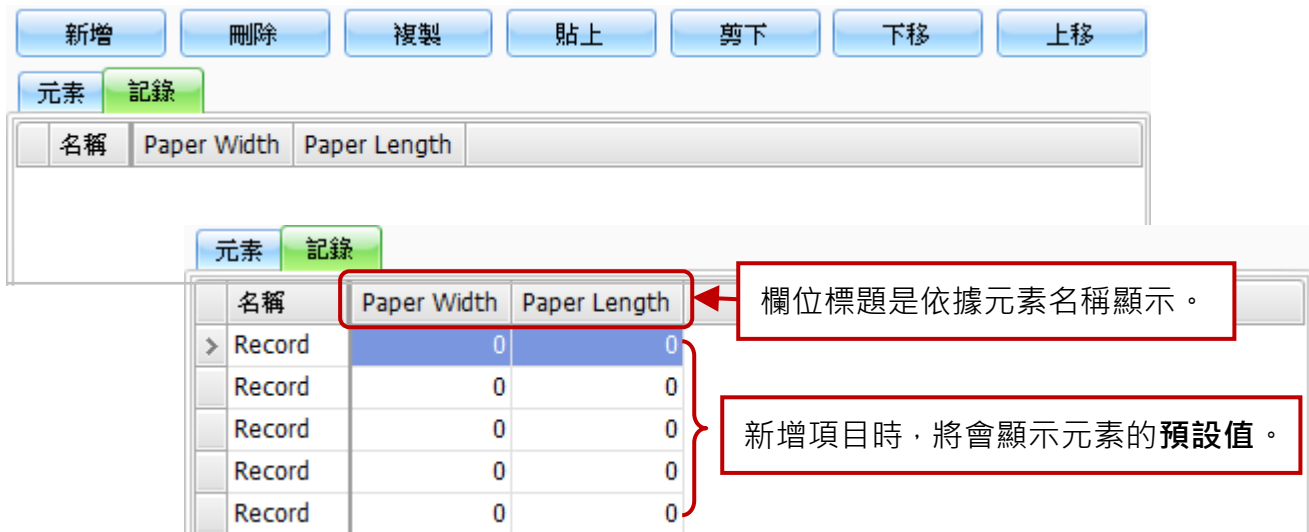 新增 刪除 複製 貼上 剪下 下移 上移
元素 記錄
名稱 Paper Width Paper Length
元素 記錄
名稱 Paper Width Paper Length
欄位標題是依據元素名稱顯示。
Record 0 0
Record 0 0
Record 0 0
新增項目時，將會顯示元素的預設值。
Record 0 0
Record 0 0